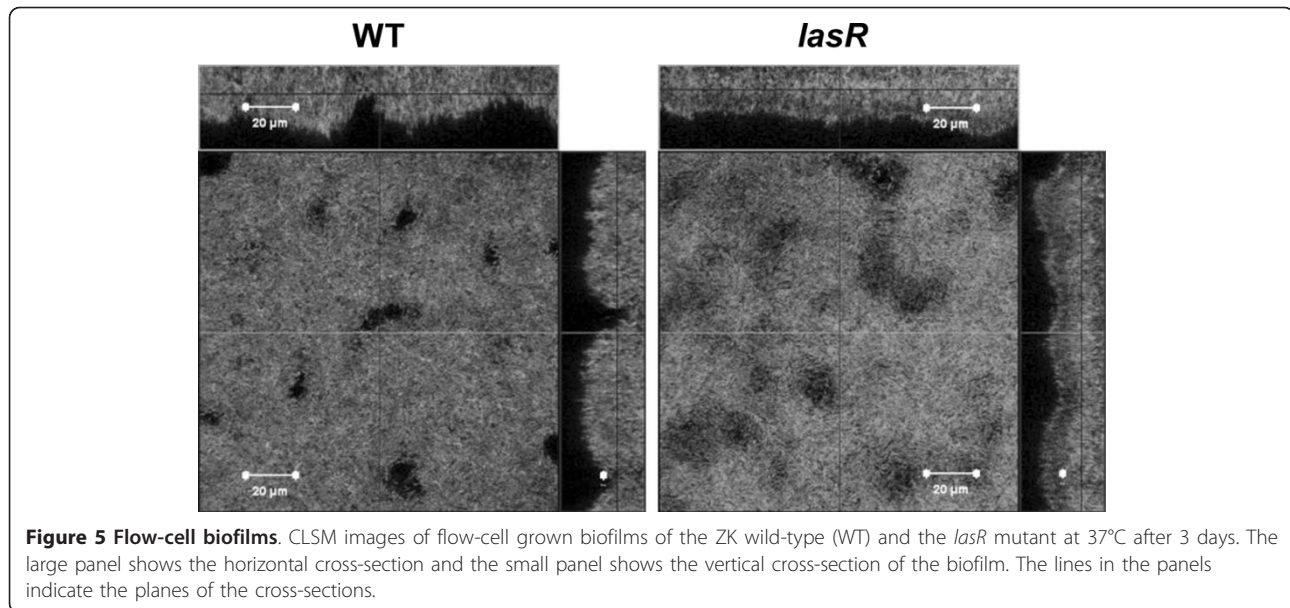 WT
lasR
20 µm
20 µm
20 µm
20 µm
Figure 5 Flow-cell biofilms. CLSM images of flow-cell grown biofilms of the ZK wild-type (WT) and the lasR mutant at 37°C after 3 days. The
large panel shows the horizontal cross-section and the small panel shows the vertical cross-section of the biofilm. The lines in the panels
indicate the planes of the cross-sections.